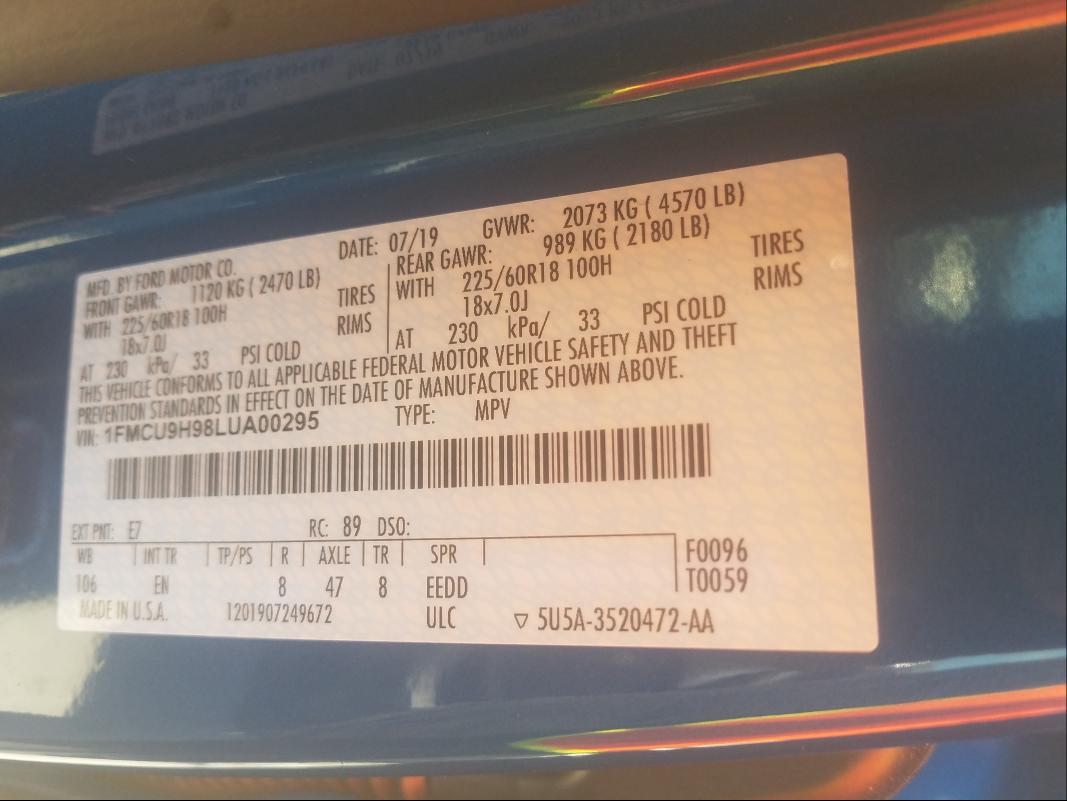 MFD. BY FORD MOTOR CO. DATE: 07/19 GVWR: 2073 KG ( 4570 LB)
FRONT GAWR: 1120 KG ( 2470 LB) REAR GAWR: 989 KG ( 2180 LB)
WITH 225/60R18 100H TIRES WITH 225/60R18 100H TIRES
18x7.0J RIMS 18x7.0J RIMS
AT 230 kPa/ 33 PSI COLD AT 230 kPa/ 33 PSI COLD
THIS VEHICLE CONFORMS TO ALL APPLICABLE FEDERAL MOTOR VEHICLE SAFETY AND THEFT
PREVENTION STANDARDS IN EFFECT ON THE DATE OF MANUFACTURE SHOWN ABOVE.
VIN: 1FMCU9H98LUA00295 TYPE: MPV
EXT PNT: E7 RC: 89 DSO:
WB INT TR TP/PS R AXLE TR SPR F0096
106 EN 8 47 8 EEDD T0059
MADE IN U.S.A. 1201907249672 ULC ▽ 5U5A-3520472-AA